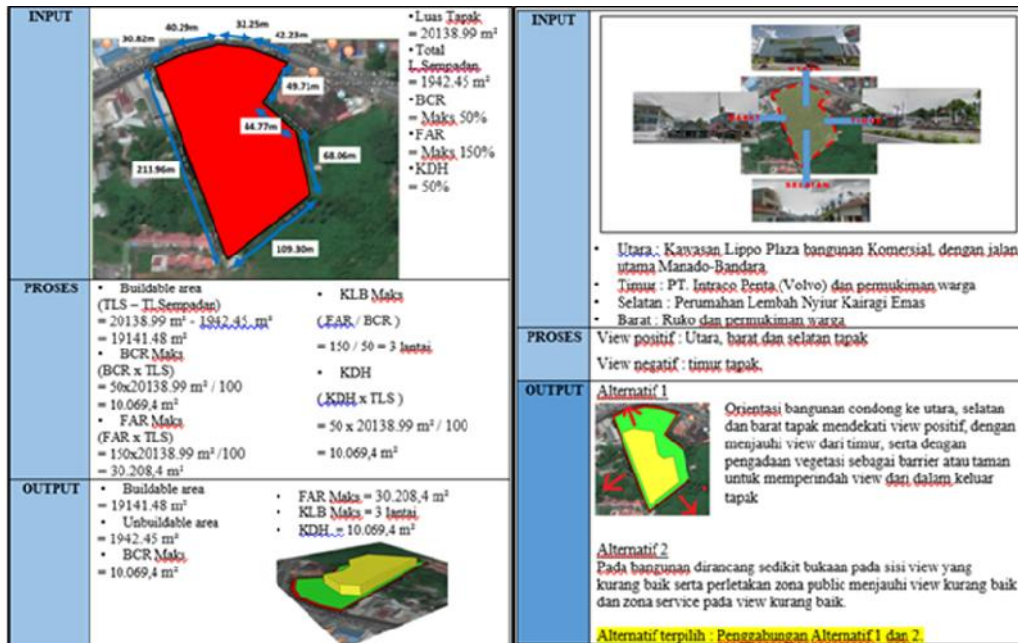 INPUT
30.82m
40.29m
32.25m
42.23m
49.71m
44.77m
68.06m
213.96m
109.30m
•Luas Tapak
= 20138.99 m²
•Total
L.Sempadan
= 1942.45 m²
•BCR
= Maks 50%
•FAR
= Maks 150%
•KDH
= 50%
PROSES
• Buildable area
(TLS – TLSempadan)
= 20138.99 m² - 1942.45 m²
= 19141.48 m²
• BCR Maks
(BCR x TLS)
= 50x20138.99 m² / 100
= 10.069,4 m²
• FAR Maks
(FAR x TLS)
= 150x20138.99 m² /100
= 30.208,4 m²
• KLB Maks
( FAR / BCR )
= 150 / 50 = 3 lantai
• KDH
( KDH x TLS )
= 50 x 20138.99 m² / 100
= 10.069,4 m²
OUTPUT
• Buildable area
= 19141.48 m²
• Unbuildable area
= 1942.45 m²
• BCR Maks
= 10.069,4 m²
• FAR Maks = 30.208,4 m²
• KLB Maks = 3 lantai
• KDH = 10.069,4 m²
INPUT
UTARA
BARAT
TIMUR
SELATAN
• Utara : Kawasan Lippo Plaza bangunan Komersial, dengan jalan
utama Manado-Bandara
• Timur : PT. Intraco Penta (Volvo) dan permukiman warga
• Selatan : Perumahan Lembah Nyiur Kairagi Emas
• Barat : Ruko dan permukiman warga
PROSES
View positif : Utara, barat dan selatan tapak
View negatif : timur tapak.
OUTPUT
Alternatif 1
Orientasi bangunan condong ke utara, selatan
dan barat tapak mendekati view positif, dengan
menjauhi view dari timur, serta dengan
pengadaan vegetasi sebagai barrier atau taman
untuk memperindah view dari dalam keluar
tapak
Alternatif 2
Pada bangunan dirancang sedikit bukaan pada sisi view yang
kurang baik serta perletakan zona public menjauhi view kurang baik
dan zona service pada view kurang baik.
Alternatif terpilih : Penggabungan Alternatif 1 dan 2.